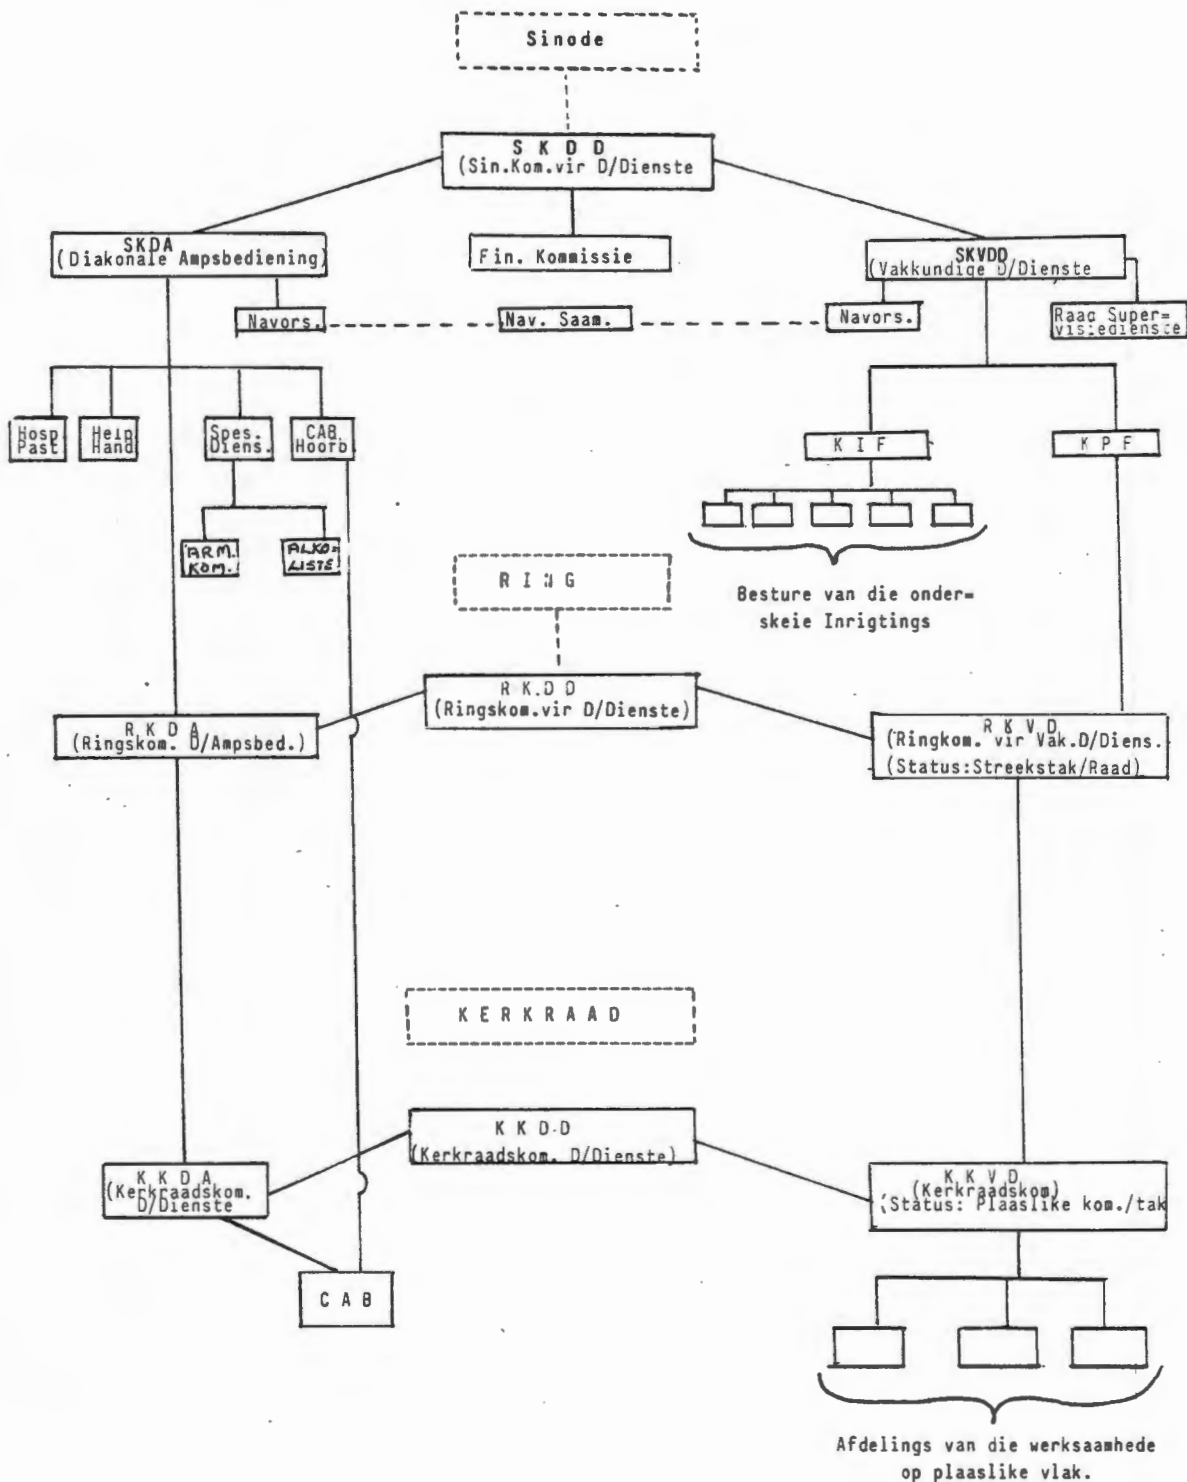 Sinode
S K D D
(Sin.Kom.vir D/Dienste
SKDA
(Diakonale Ampsbediening)
Fin. Kommissie
SKVDD
(Vakkundige D/Dienste
Navors.
Nav. Saam.
Navors.
Raad Super=
visiedienste
Hosp
Past
Help
Hand
Spes.
Diens.
CAB
Hoorb.
K I F
K P F
ARM.
KOM.
ALKO=
LISTE
R I N G
Besture van die onder=
skeie Inrigtings
R K.D D
(Ringskom.vir D/Dienste)
R K D A
(Ringskom. D/Ampsbed.)
R K V D
(Ringkom. vir Vak.D/Diens.
(Status:Streekstak/Raad)
K E R K R A A D
K K D-D
(Kerkraadskom. D/Dienste)
K K D A
(Kerkraadskom.
D/Dienste
K K V D
(Kerkraadskom)
(Status: Plaaslike kom./tak
C A B
Afdelings van die werksaamhede
op plaaslike vlak.